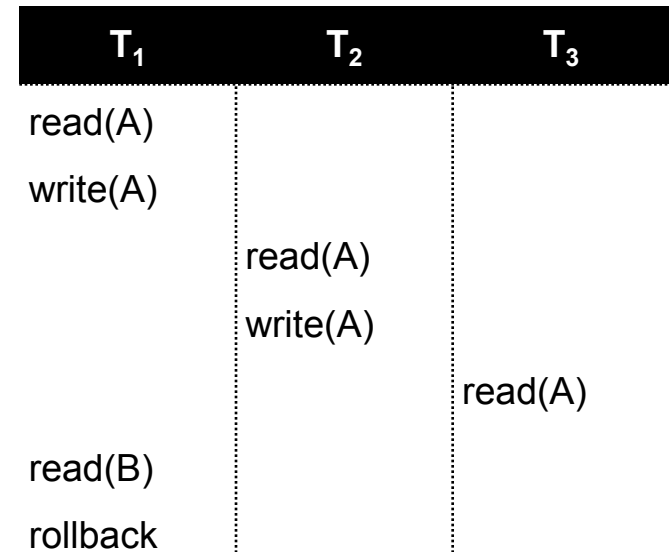 T₁ T₂ T₃
read(A)
write(A)
read(A)
write(A)
read(A)
read(B)
rollback